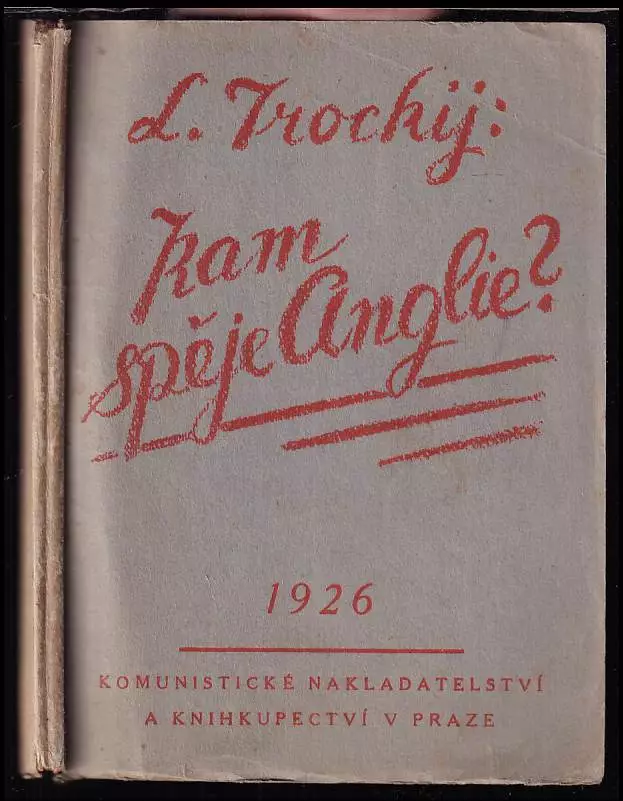 L. Trockij:
Kam
spěje Anglie?
1926
KOMUNISTICKÉ NAKLADATELSTVÍ
A KNIHKUPECTVÍ V PRAZE